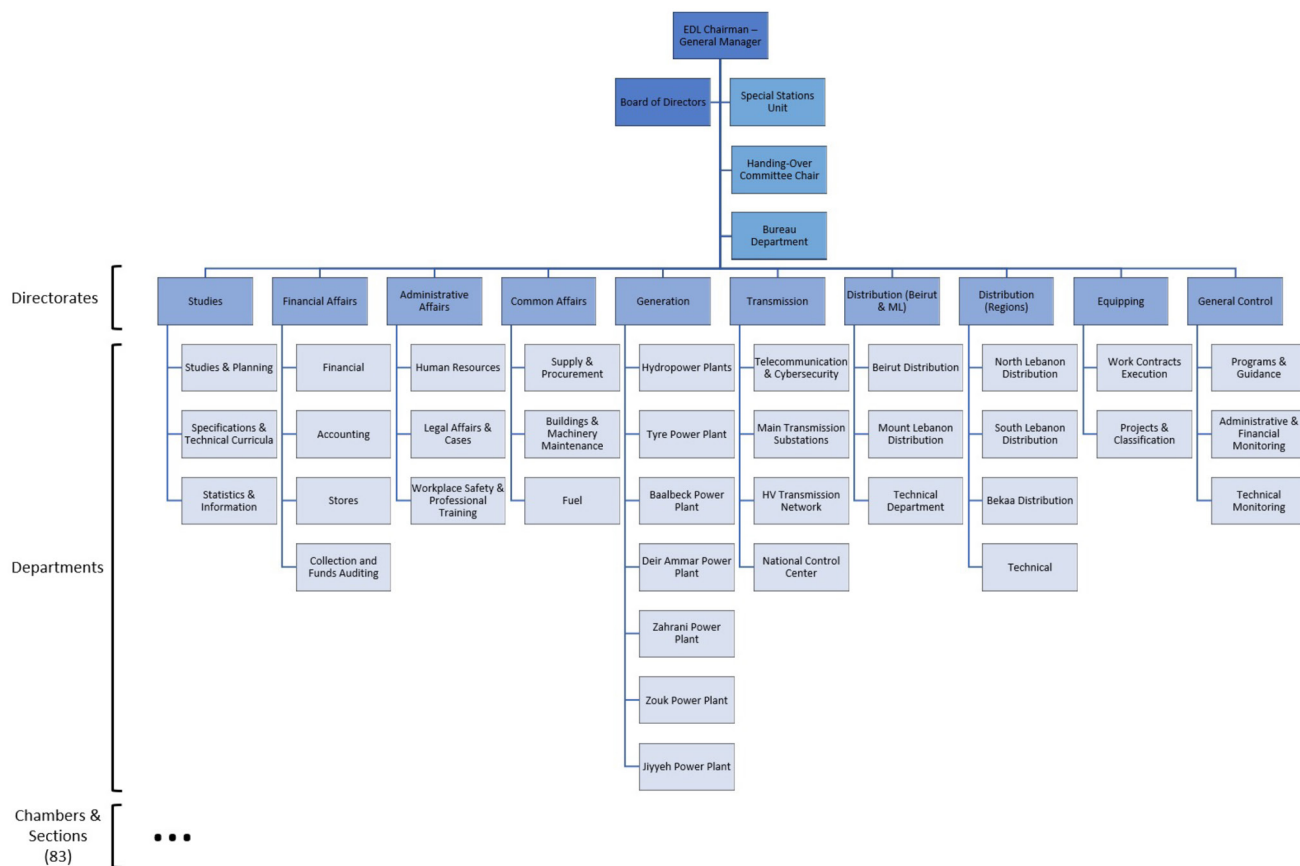 EDL Chairman –
General Manager
Board of Directors
Special Stations
Unit
Handing-Over
Committee Chair
Bureau
Department
Directorates
Studies
Financial Affairs
Administrative
Affairs
Common Affairs
Generation
Transmission
Distribution (Beirut
& ML)
Distribution
(Regions)
Equipping
General Control
Departments
Studies & Planning
Specifications &
Technical Curricula
Statistics &
Information
Financial
Accounting
Stores
Collection and
Funds Auditing
Human Resources
Legal Affairs &
Cases
Workplace Safety &
Professional
Training
Supply &
Procurement
Buildings &
Machinery
Maintenance
Fuel
Hydropower Plants
Tyre Power Plant
Baalbeck Power
Plant
Deir Ammar Power
Plant
Zahrani Power
Plant
Zouk Power Plant
Jiyyeh Power Plant
Telecommunication
& Cybersecurity
Main Transmission
Substations
HV Transmission
Network
National Control
Center
Beirut Distribution
Mount Lebanon
Distribution
Technical
Department
North Lebanon
Distribution
South Lebanon
Distribution
Bekaa Distribution
Technical
Work Contracts
Execution
Projects &
Classification
Programs &
Guidance
Administrative &
Financial
Monitoring
Technical
Monitoring
Chambers &
Sections
(83)
...